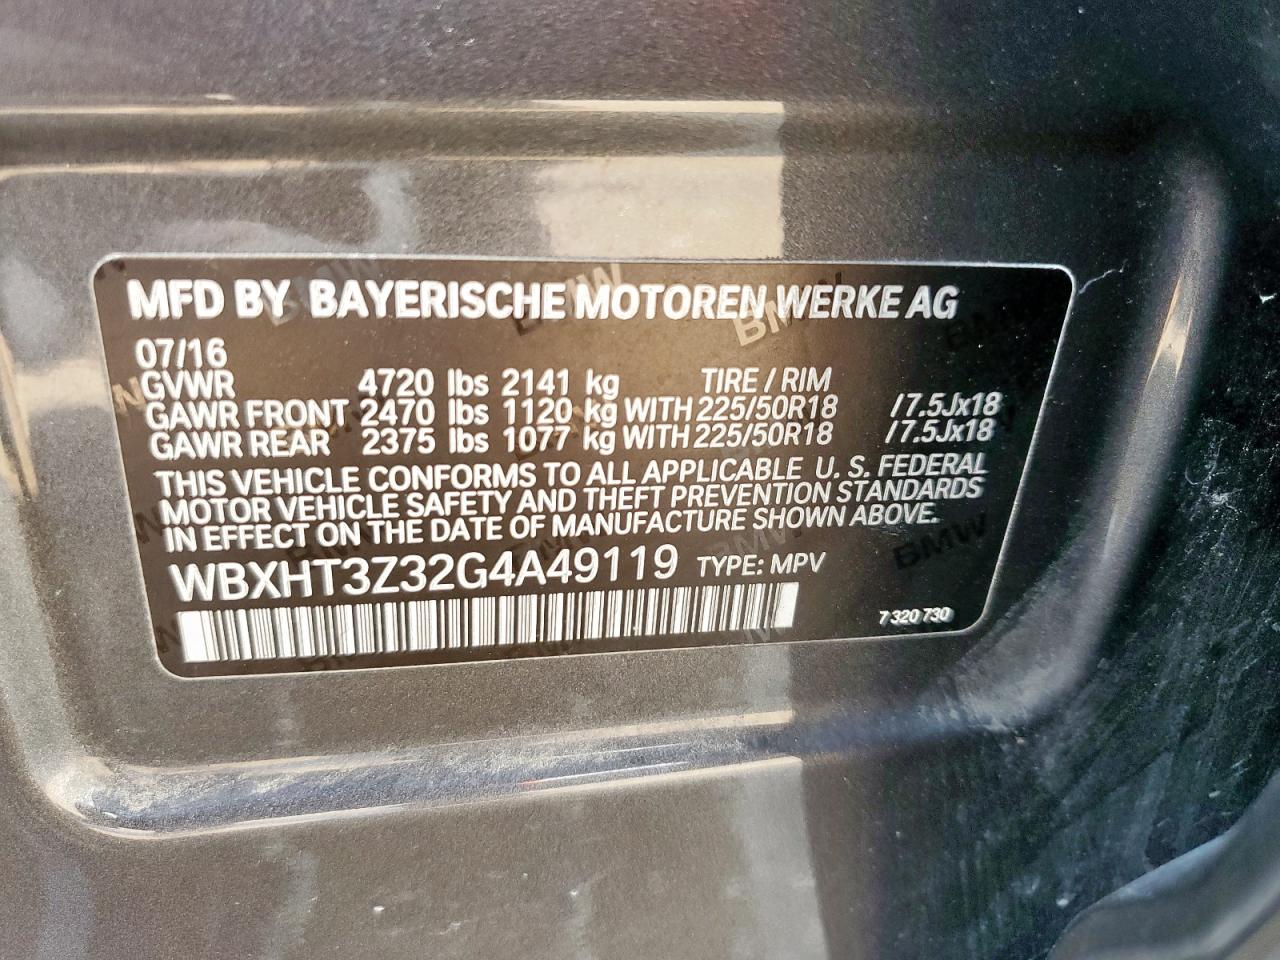 MFD BY BAYERISCHE MOTOREN WERKE AG
07/16
GVWR 4720 lbs 2141 kg TIRE / RIM
GAWR FRONT 2470 lbs 1120 kg WITH 225/50R18 /7.5Jx18
GAWR REAR 2375 lbs 1077 kg WITH 225/50R18 /7.5Jx18
THIS VEHICLE CONFORMS TO ALL APPLICABLE U. S. FEDERAL
MOTOR VEHICLE SAFETY AND THEFT PREVENTION STANDARDS
IN EFFECT ON THE DATE OF MANUFACTURE SHOWN ABOVE.
WBXHT3Z32G4A49119 TYPE: MPV
7 320 730